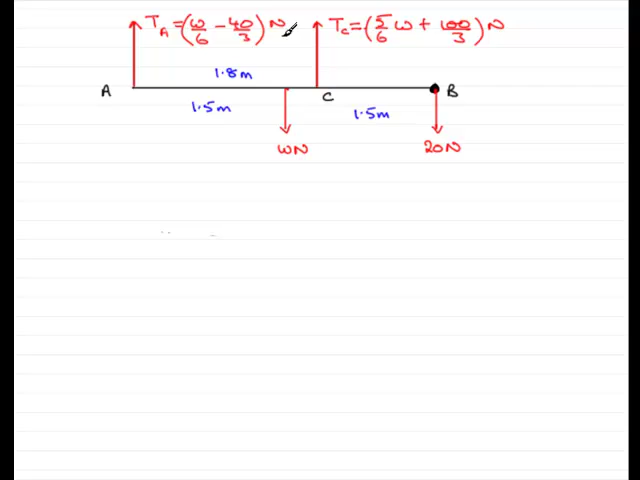 T_A = (w/6 - 40/3) N T_C = (5/6 w + 100/3) N
1.8m
A C B
1.5m 1.5m
wN 20N